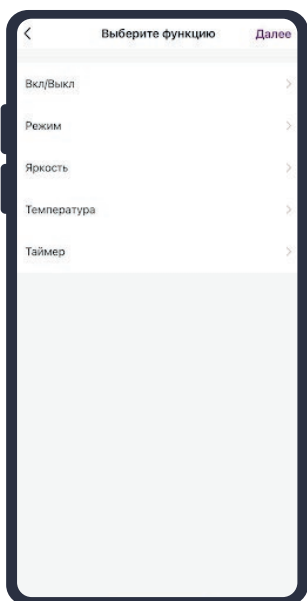 Выберите функцию Далее
Вкл/Выкл
Режим
Яркость
Температура
Таймер